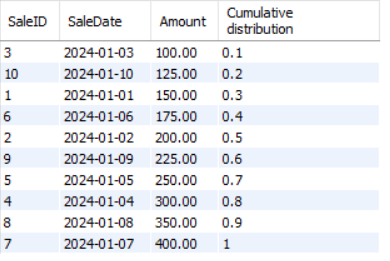 SaleID SaleDate Amount Cumulative distribution
3 2024-01-03 100.00 0.1
10 2024-01-10 125.00 0.2
1 2024-01-01 150.00 0.3
6 2024-01-06 175.00 0.4
2 2024-01-02 200.00 0.5
9 2024-01-09 225.00 0.6
5 2024-01-05 250.00 0.7
4 2024-01-04 300.00 0.8
8 2024-01-08 350.00 0.9
7 2024-01-07 400.00 1